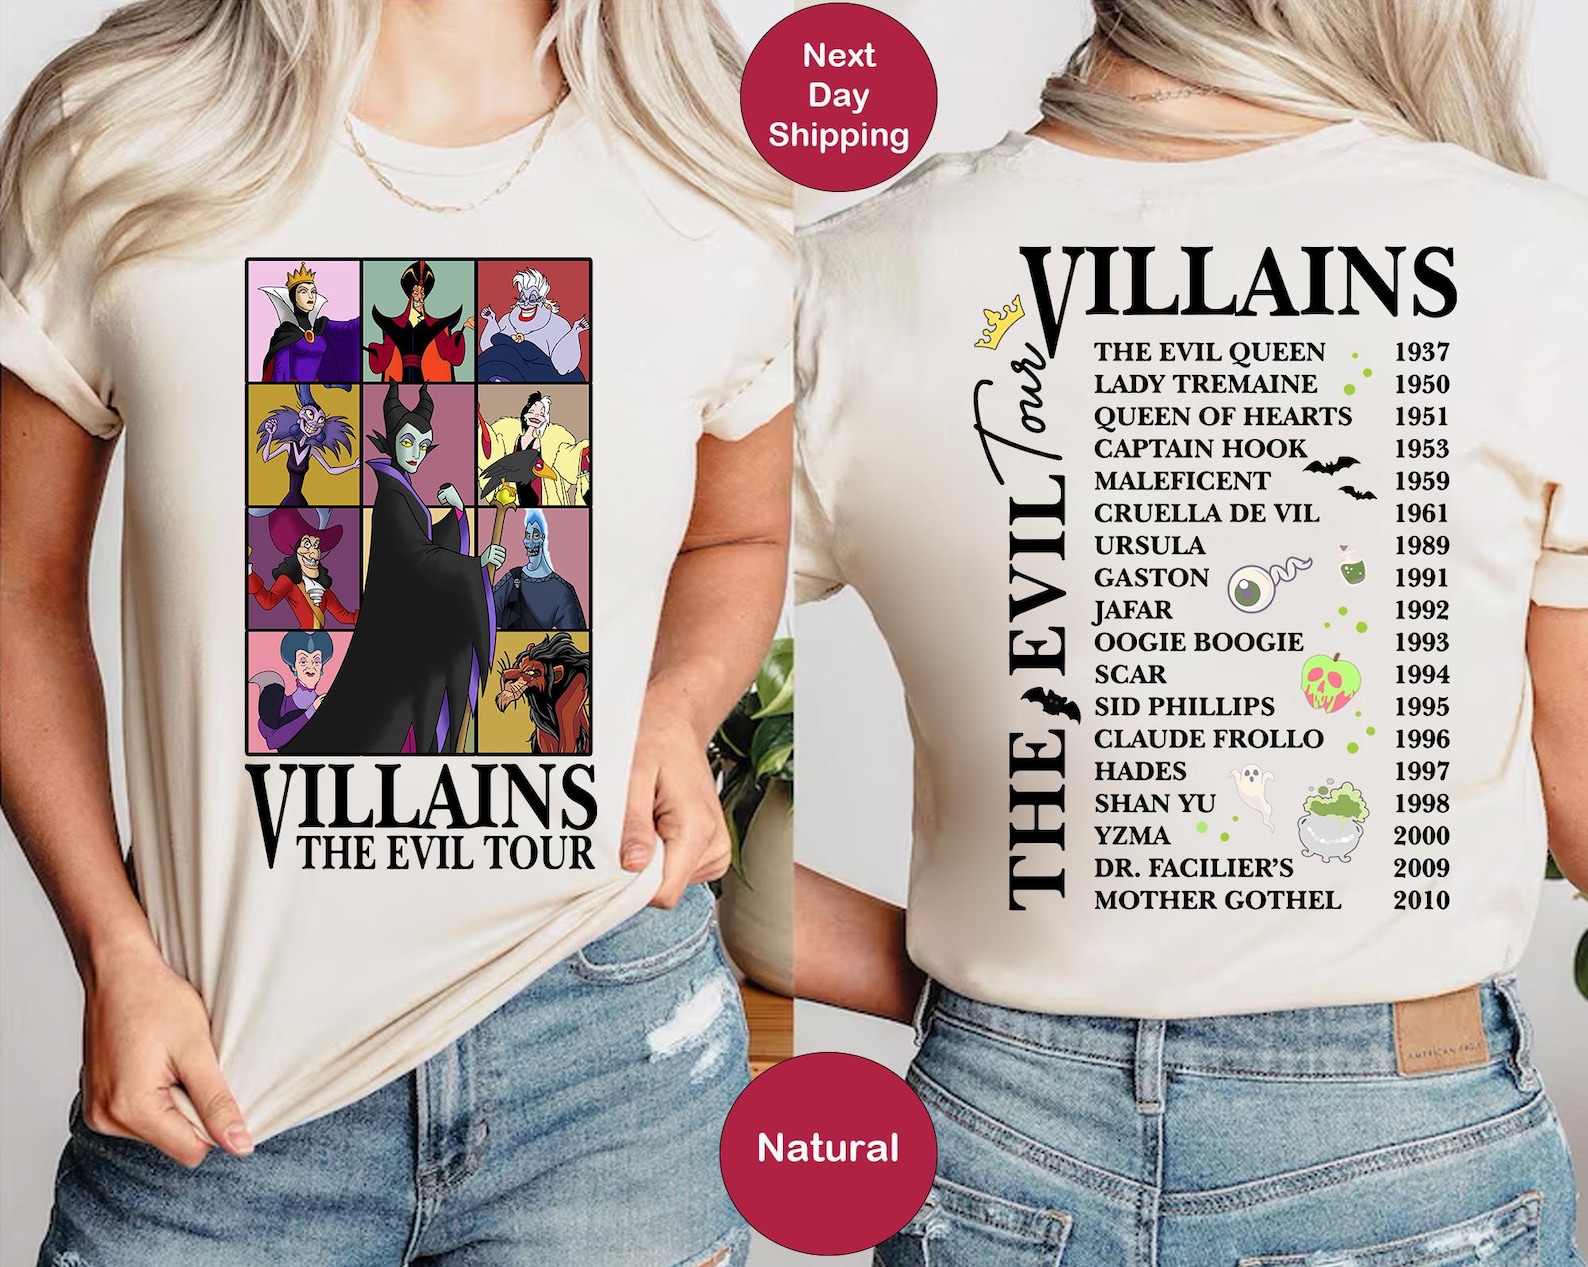 Next
Day
Shipping
VILLAINS
THE EVIL TOUR
Natural
VILLAINS
THE EVIL Tour
THE EVIL QUEEN 1937
LADY TREMAINE 1950
QUEEN OF HEARTS 1951
CAPTAIN HOOK 1953
MALEFICENT 1959
CRUELLA DE VIL 1961
URSULA 1989
GASTON 1991
JAFAR 1992
OOGIE BOOGIE 1993
SCAR 1994
SID PHILLIPS 1995
CLAUDE FROLLO 1996
HADES 1997
SHAN YU 1998
YZMA 2000
DR. FACILIER'S 2009
MOTHER GOTHEL 2010